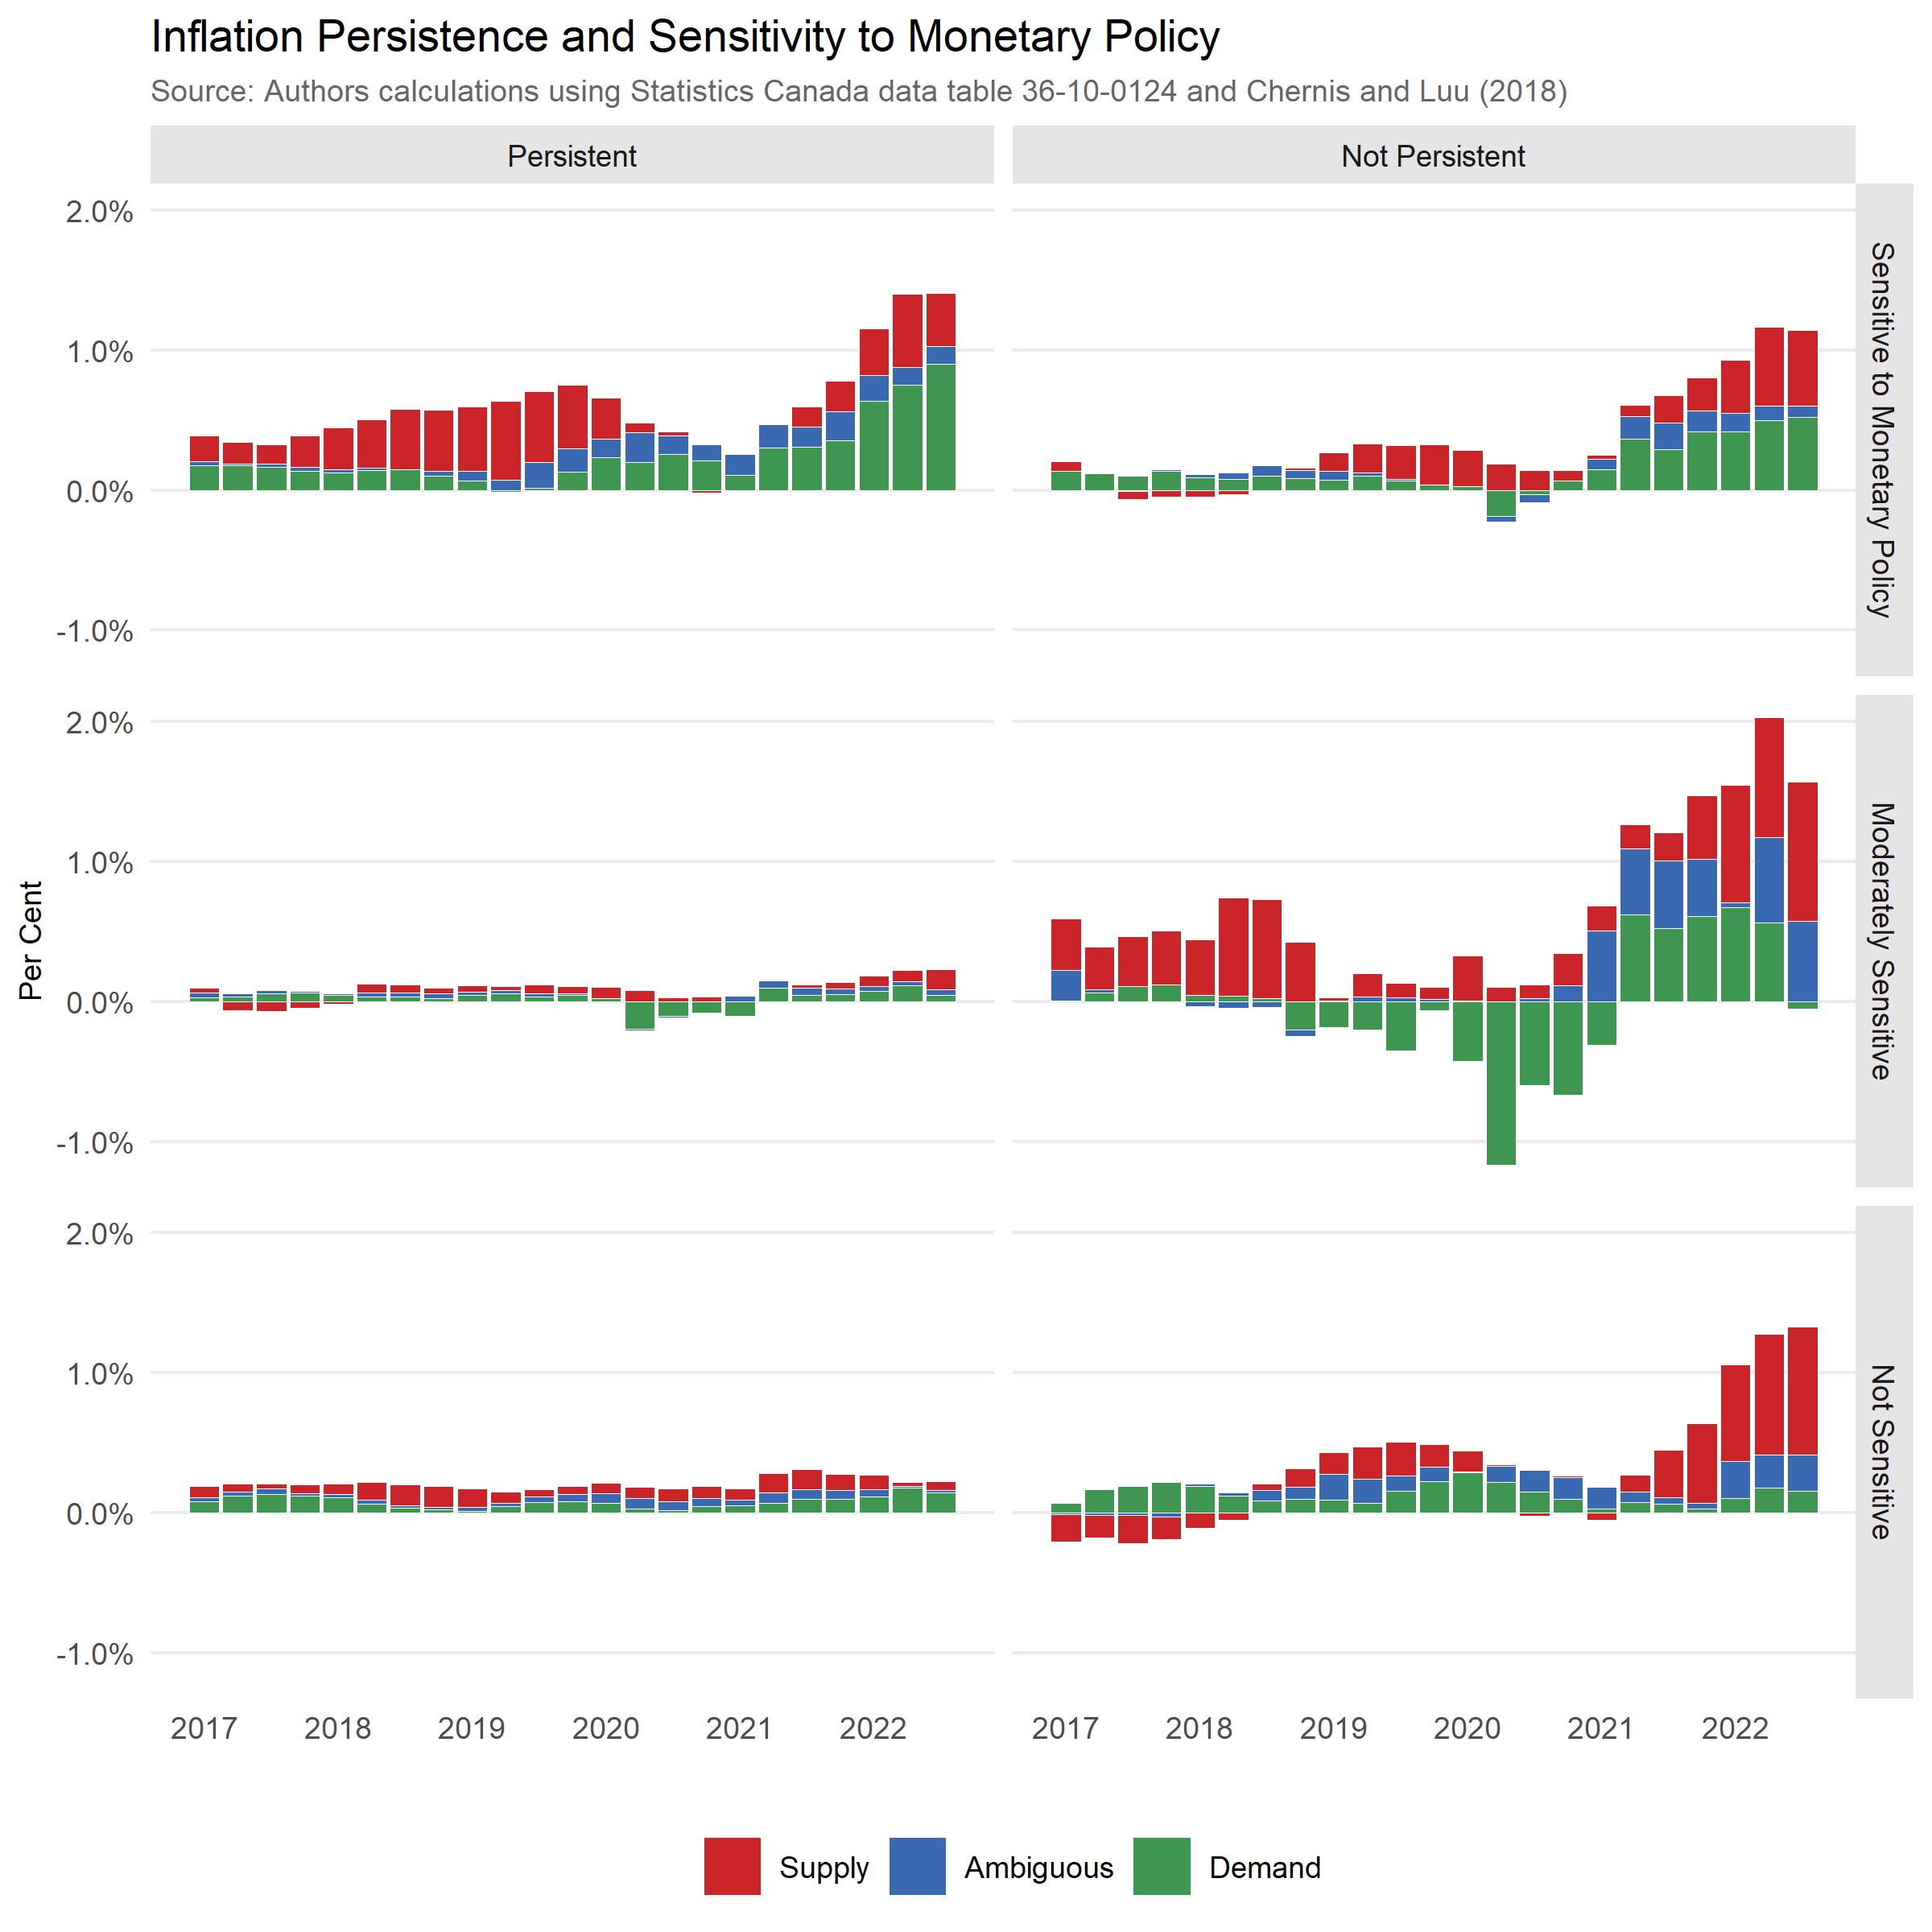 Inflation Persistence and Sensitivity to Monetary Policy
Source: Authors calculations using Statistics Canada data table 36-10-0124 and Chernis and Luu (2018)
Persistent
Not Persistent
2.0%
1.0%
0.0%
-1.0%
Sensitive to Monetary Policy
2.0%
1.0%
0.0%
-1.0%
Moderately Sensitive
Per Cent
2.0%
1.0%
0.0%
-1.0%
Not Sensitive
2017 2018 2019 2020 2021 2022
2017 2018 2019 2020 2021 2022
Supply
Ambiguous
Demand